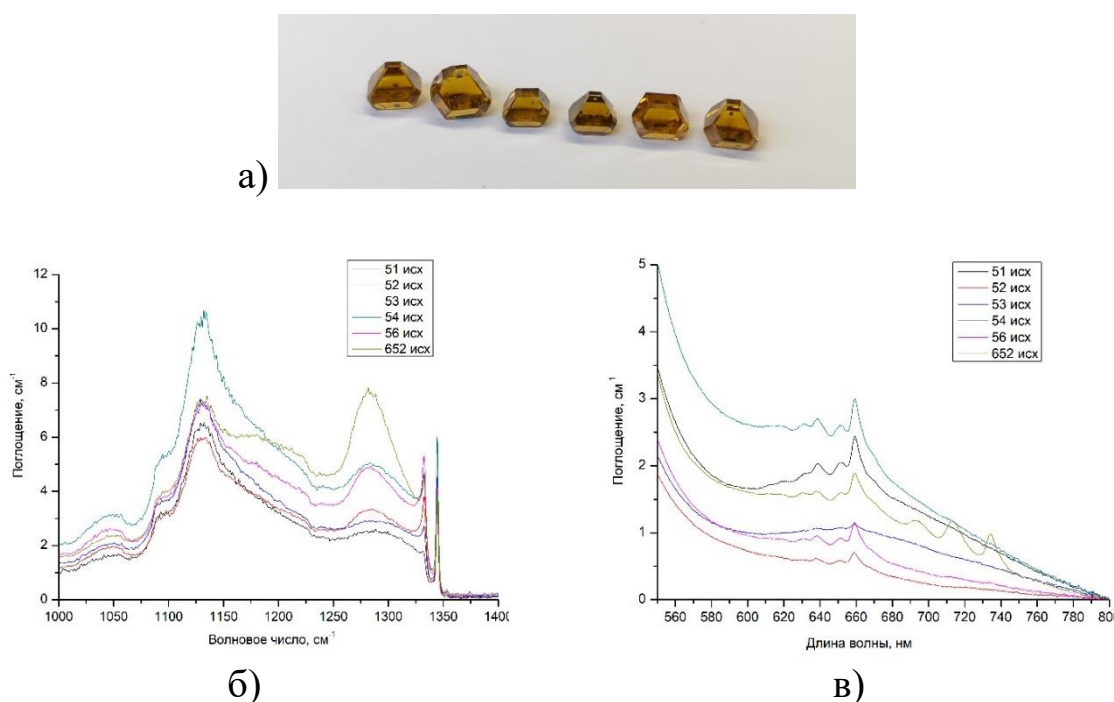 а)
51 исх
52 исх
53 исх
54 исх
56 исх
652 исх
12
10
8
6
4
2
0
Поглощение, см⁻¹
1000 1050 1100 1150 1200 1250 1300 1350 1400
Волновое число, см⁻¹
б)
51 исх
52 исх
53 исх
54 исх
56 исх
652 исх
5
4
3
2
1
0
Поглощение, см⁻¹
560 580 600 620 640 660 680 700 720 740 760 780 800
Длина волны, нм
в)